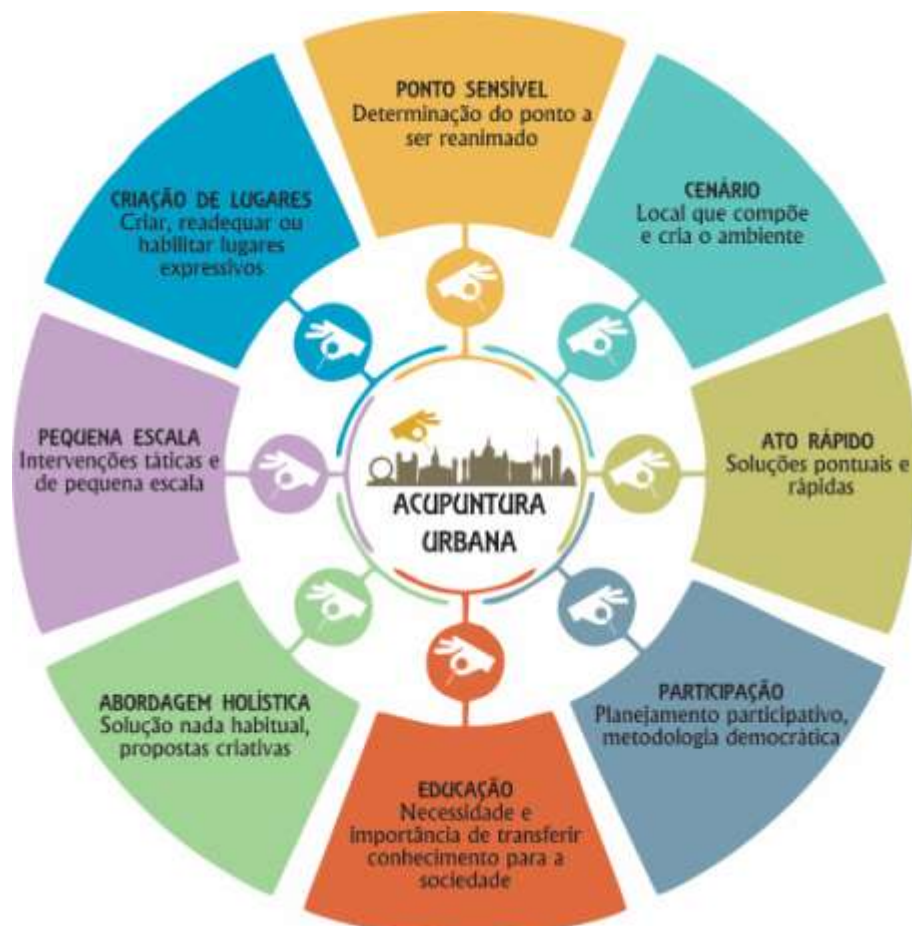 PONTO SENSÍVEL
Determinação do ponto a
ser reanimado
CENÁRIO
Local que compõe
e cria o ambiente
ATO RÁPIDO
Soluções pontuais e
rápidas
PARTICIPAÇÃO
Planejamento participativo,
metodologia democrática
EDUCAÇÃO
Necessidade e
importância de transferir
conhecimento para a
sociedade
ABORDAGEM HOLÍSTICA
Solução nada habitual,
propostas criativas
PEQUENA ESCALA
Intervenções táticas e
de pequena escala
CRIAÇÃO DE LUGARES
Criar, readequar ou
habilitar lugares
expressivos
ACUPUNTURA
URBANA